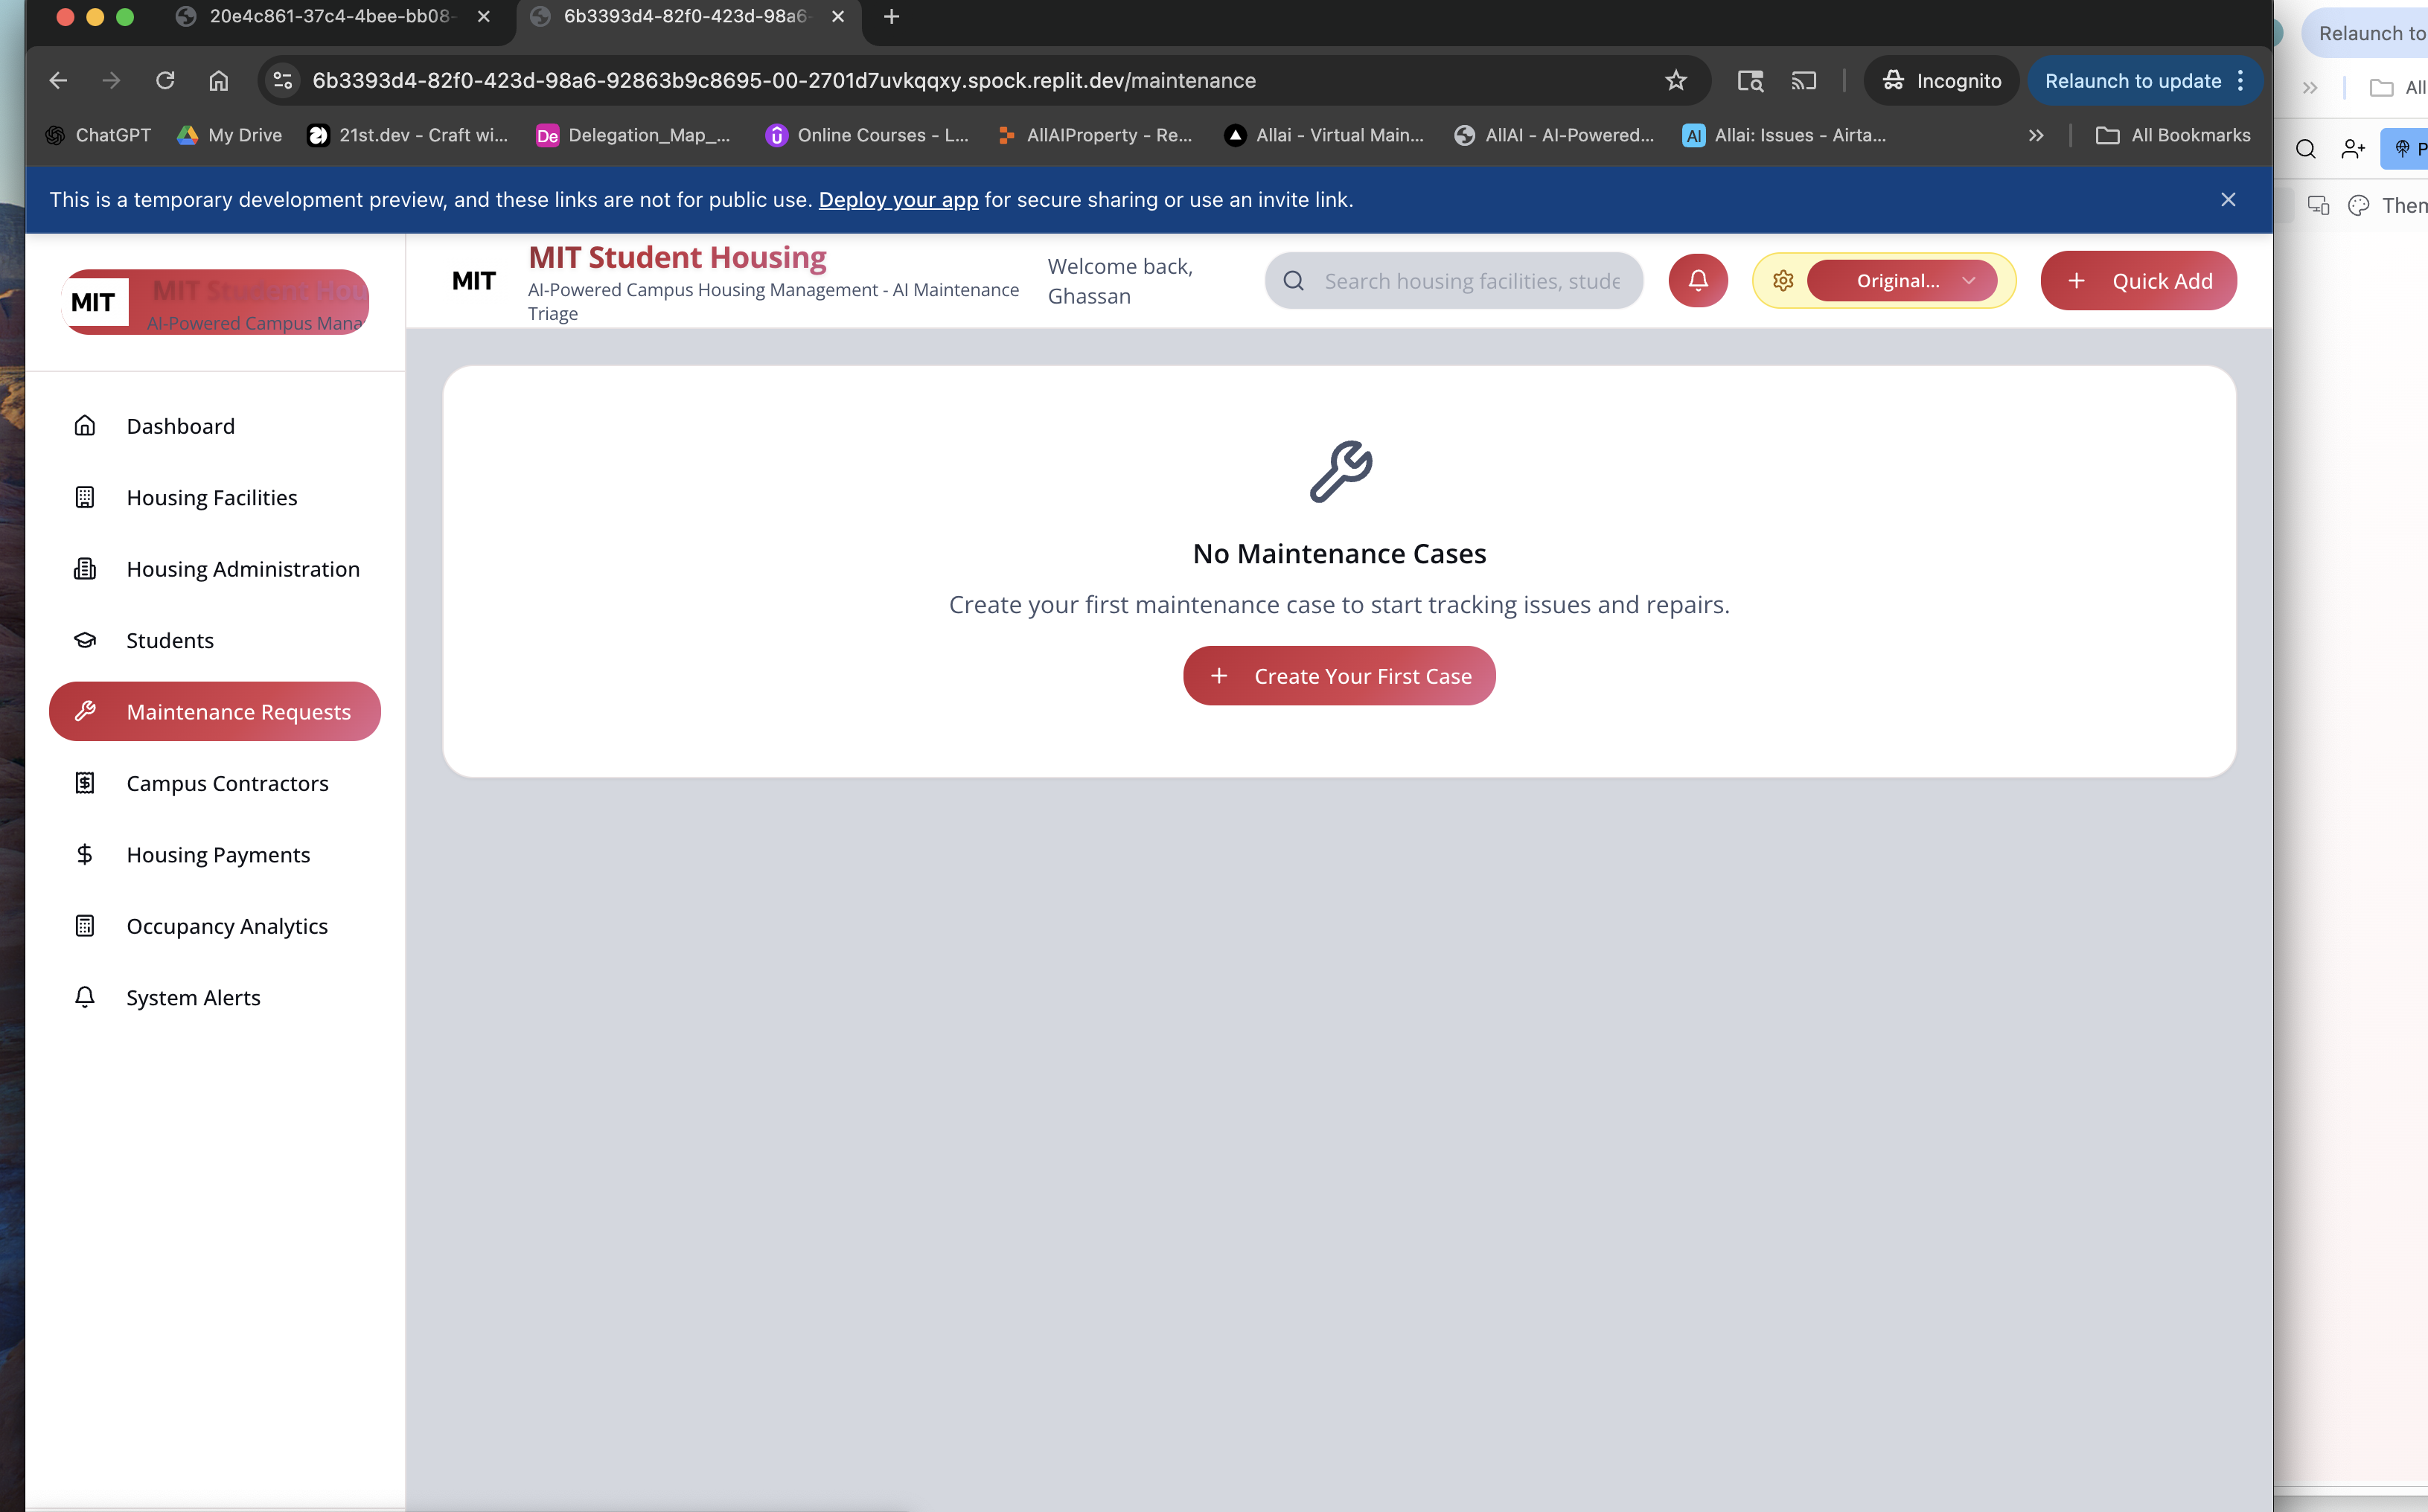 20e4c861-37c4-4bee-bb08-
6b3393d4-82f0-423d-98a6-
6b3393d4-82f0-423d-98a6-92863b9c8695-00-2701d7uvkqqxy.spock.replit.dev/maintenance
Incognito
Relaunch to update
Relaunch to
ChatGPT
My Drive
21st.dev - Craft wi...
De
Delegation_Map_...
Online Courses - L...
AllAIProperty - Re...
Allai - Virtual Main...
AllAI - AI-Powered...
AI
Allai: Issues - Airta...
All Bookmarks
All
P
Them
This is a temporary development preview, and these links are not for public use. Deploy your app for secure sharing or use an invite link.
MIT
MIT Student Hou
AI-Powered Campus Mana
MIT
MIT Student Housing
AI-Powered Campus Housing Management - AI Maintenance
Triage
Welcome back,
Ghassan
Search housing facilities, stude
Original...
Quick Add
Dashboard
Housing Facilities
Housing Administration
Students
Maintenance Requests
Campus Contractors
Housing Payments
Occupancy Analytics
System Alerts
No Maintenance Cases
Create your first maintenance case to start tracking issues and repairs.
Create Your First Case